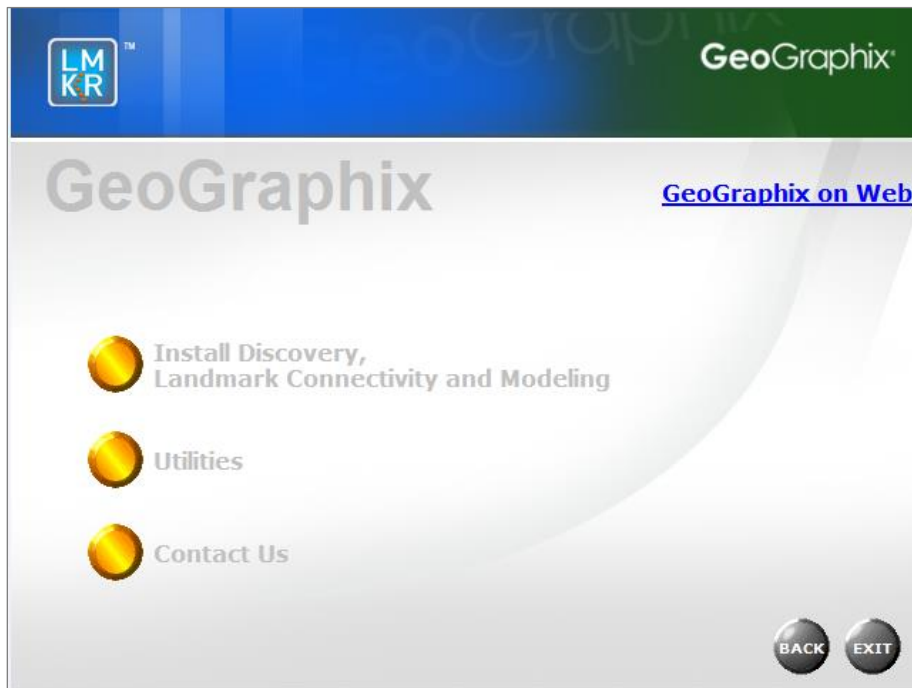 LM
KR
TM
GeoGraphix
GeoGraphix
GeoGraphix
GeoGraphix on Web
Install Discovery,
Landmark Connectivity and Modeling
Utilities
Contact Us
BACK
EXIT